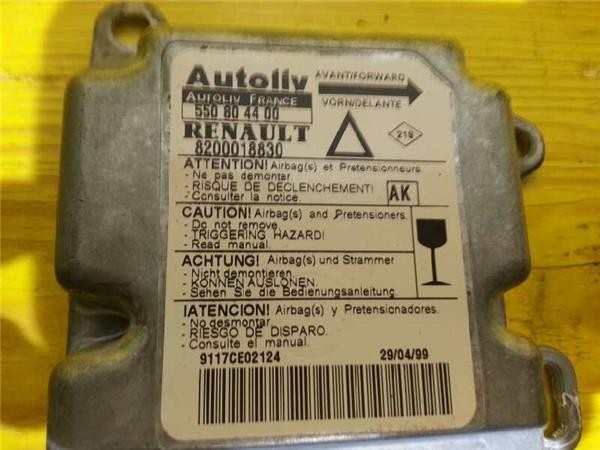 Autoliv
AVANT/FORWARD
AUTOLIV FRANCE
VORN/DELANTE
550 80 44 00
RENAULT
8200018830
218
ATTENTION! Airbag(s) et Pretensionneurs.
- Ne pas demonter.
- RISQUE DE DECLENCHEMENT!
- Consulter la notice.
AK
CAUTION! Airbag(s) and Pretensioners.
- Do not remove.
- TRIGGERING HAZARD!
- Read manual.
ACHTUNG! Airbag(s) und Strammer
- Nicht demontieren.
- KÖNNEN AUSLÖNEN.
- Sehen Sie die Bedienungsanleitung.
!ATENCION! Airbag(s) y Pretensionadores.
- No desmontar
- RIESGO DE DISPARO.
- Consulte el manual.
9117CE02124
29/04/99